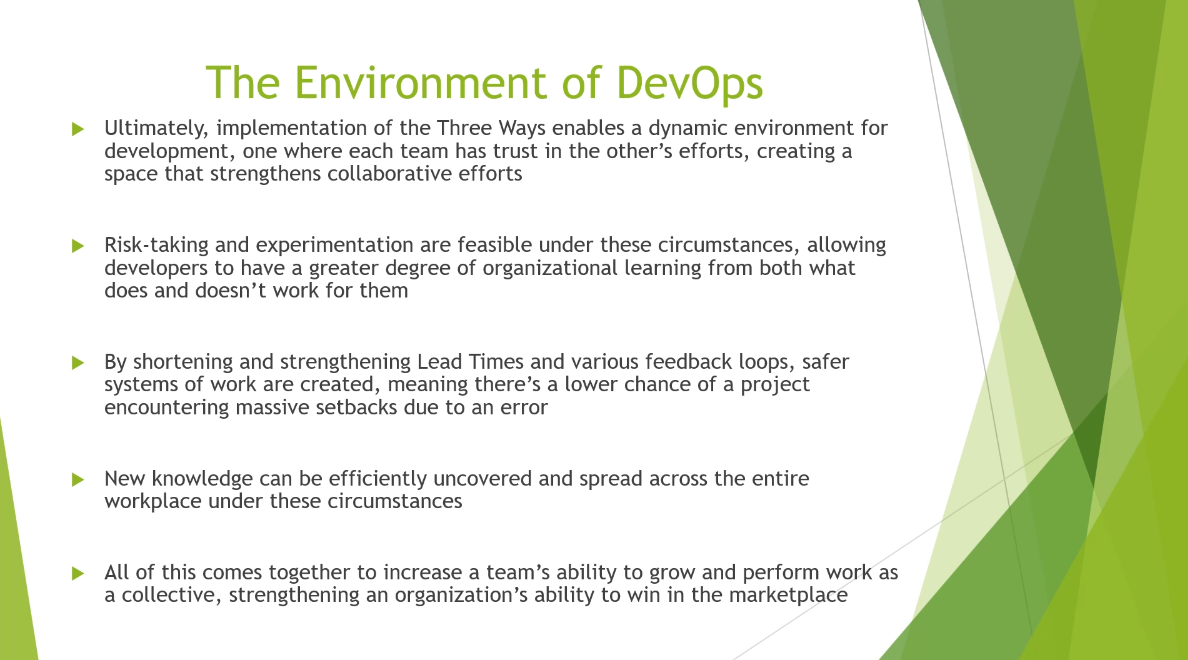 The Environment of DevOps
Ultimately, implementation of the Three Ways enables a dynamic environment for
development, one where each team has trust in the other’s efforts, creating a
space that strengthens collaborative efforts
Risk-taking and experimentation are feasible under these circumstances, allowing
developers to have a greater degree of organizational learning from both what
does and doesn’t work for them
By shortening and strengthening Lead Times and various feedback loops, safer
systems of work are created, meaning there’s a lower chance of a project
encountering massive setbacks due to an error
New knowledge can be efficiently uncovered and spread across the entire
workplace under these circumstances
All of this comes together to increase a team’s ability to grow and perform work as
a collective, strengthening an organization’s ability to win in the marketplace